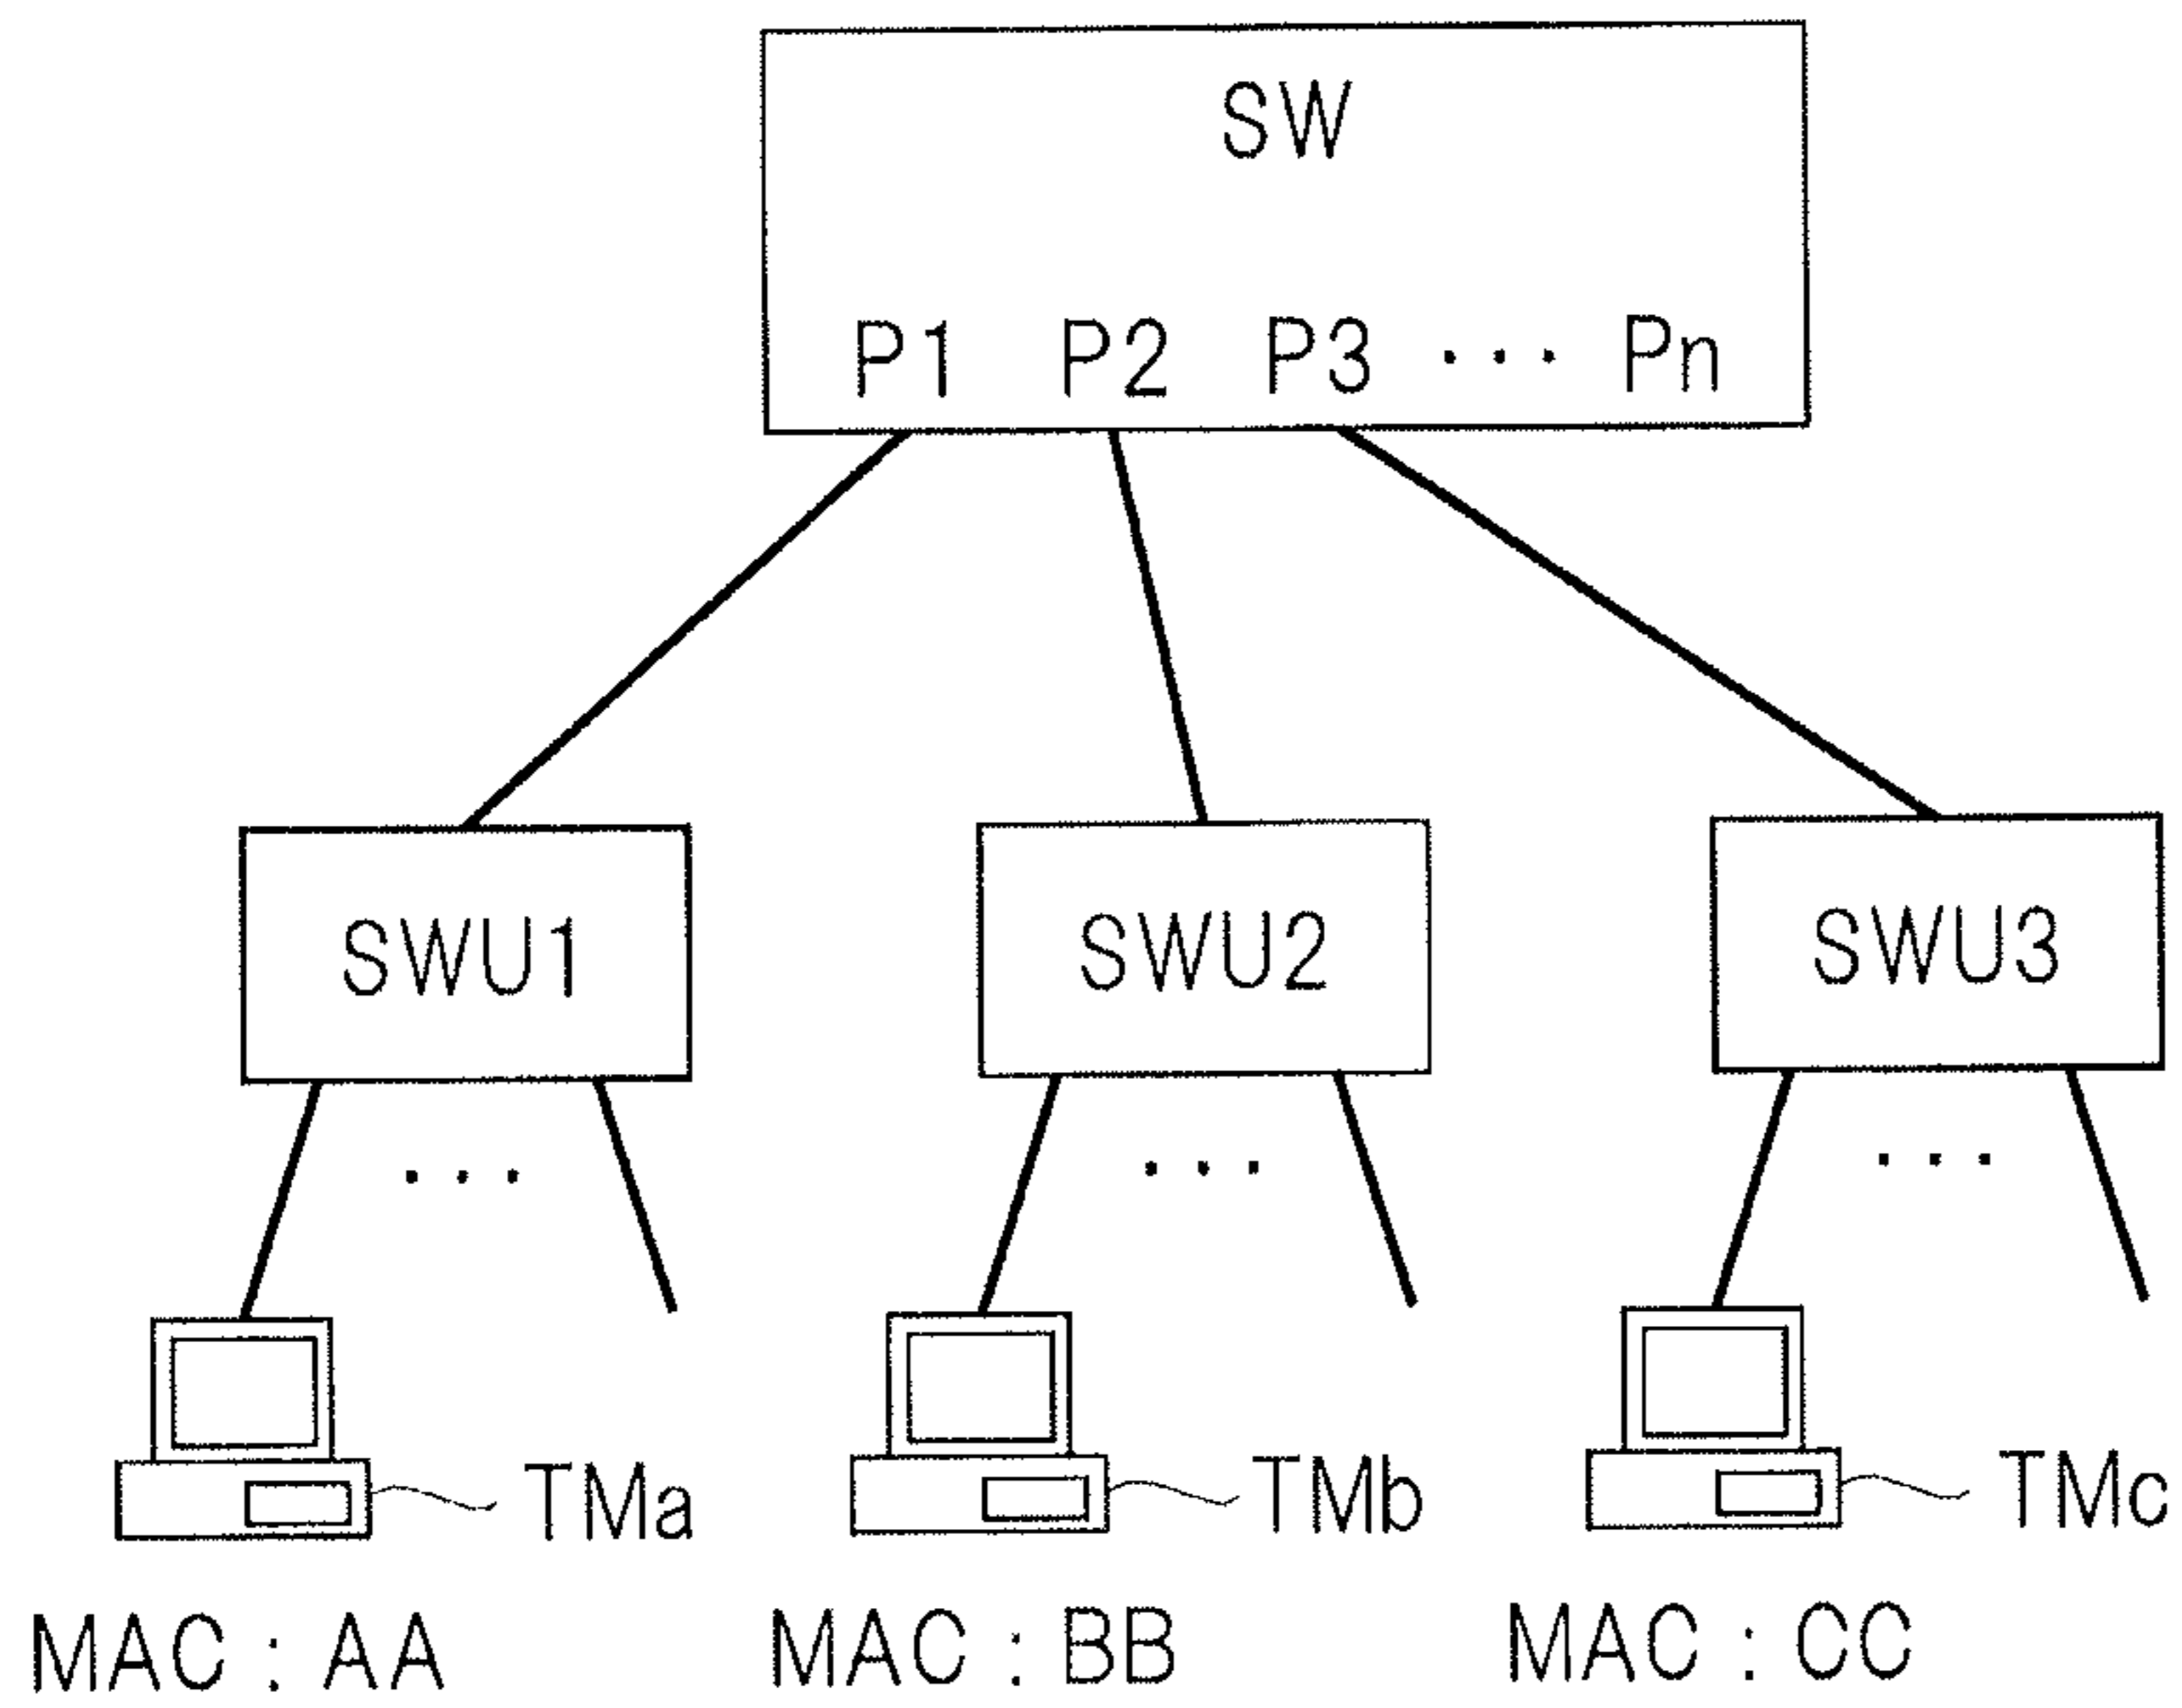 SW
P1 P2 P3 ... Pn
SWU1 SWU2 SWU3
... ... ...
TMa TMb TMc
MAC : AA MAC : BB MAC : CC